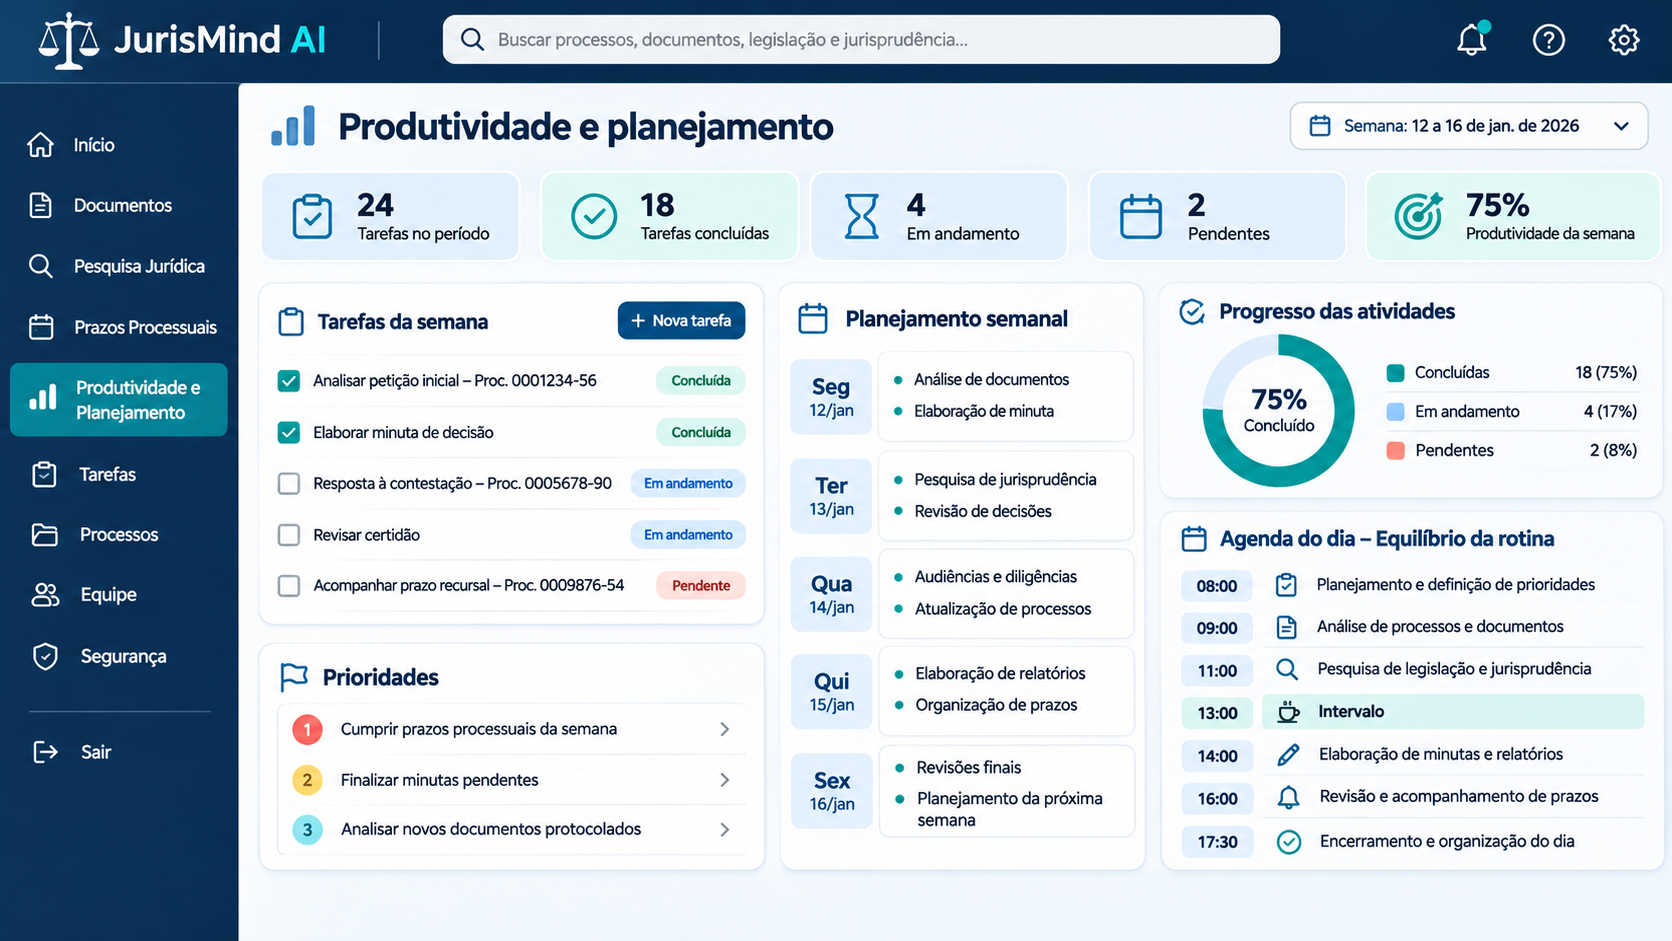 JurisMind AI
Buscar processos, documentos, legislação e jurisprudência...
Início
Documentos
Pesquisa Jurídica
Prazos Processuais
Produtividade e
Planejamento
Tarefas
Processos
Equipe
Segurança
Sair
Produtividade e planejamento
Semana: 12 a 16 de jan. de 2026
24
Tarefas no período
18
Tarefas concluídas
4
Em andamento
2
Pendentes
75%
Produtividade da semana
Tarefas da semana
+ Nova tarefa
Analisar petição inicial – Proc. 0001234-56 Concluída
Elaborar minuta de decisão Concluída
Resposta à contestação – Proc. 0005678-90 Em andamento
Revisar certidão Em andamento
Acompanhar prazo recursal – Proc. 0009876-54 Pendente
Prioridades
1 Cumprir prazos processuais da semana
2 Finalizar minutas pendentes
3 Analisar novos documentos protocolados
Planejamento semanal
Seg
12/jan
Análise de documentos
Elaboração de minuta
Ter
13/jan
Pesquisa de jurisprudência
Revisão de decisões
Qua
14/jan
Audiências e diligências
Atualização de processos
Qui
15/jan
Elaboração de relatórios
Organização de prazos
Sex
16/jan
Revisões finais
Planejamento da próxima
semana
Progresso das atividades
75%
Concluído
Concluídas 18 (75%)
Em andamento 4 (17%)
Pendentes 2 (8%)
Agenda do dia – Equilíbrio da rotina
08:00 Planejamento e definição de prioridades
09:00 Análise de processos e documentos
11:00 Pesquisa de legislação e jurisprudência
13:00 Intervalo
14:00 Elaboração de minutas e relatórios
16:00 Revisão e acompanhamento de prazos
17:30 Encerramento e organização do dia